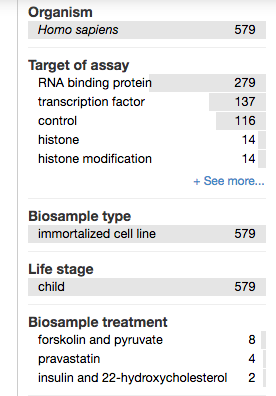 Organism
Homo sapiens 579
Target of assay
RNA binding protein 279
transcription factor 137
control 116
histone 14
histone modification 14
+ See more...
Biosample type
immortalized cell line 579
Life stage
child 579
Biosample treatment
forskolin and pyruvate 8
pravastatin 4
insulin and 22-hydroxycholesterol 2